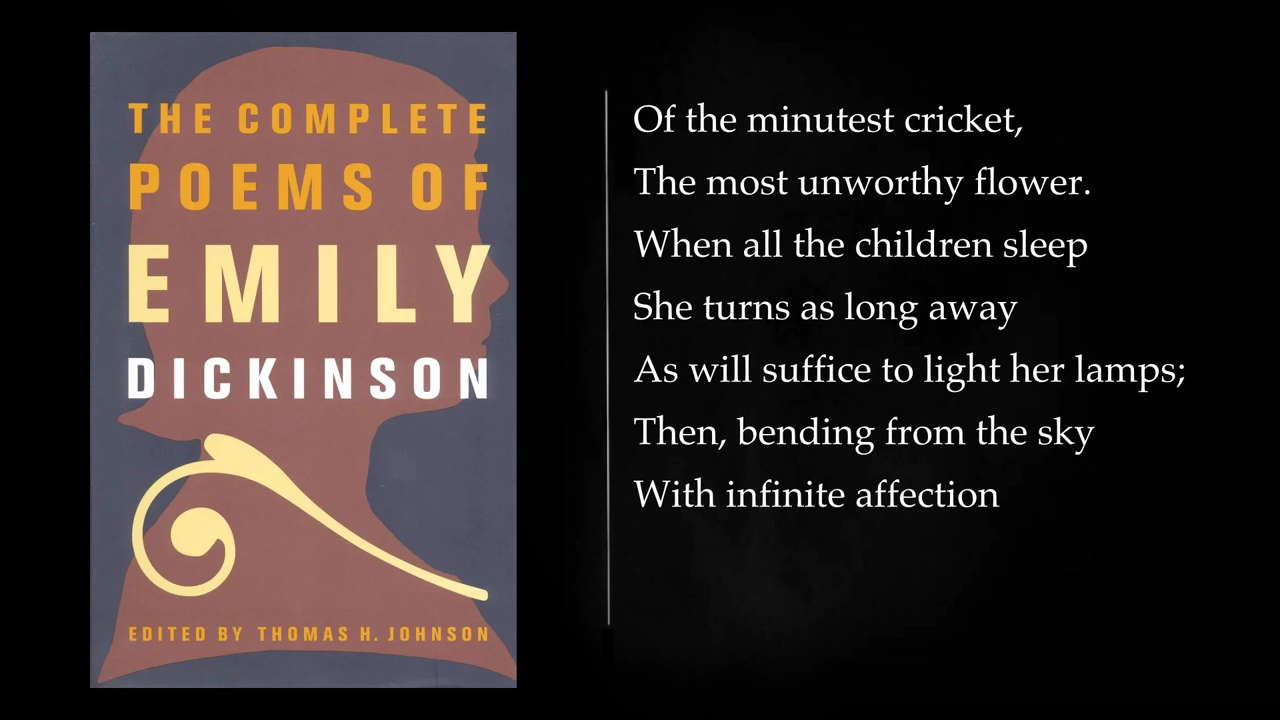 THE COMPLETE
POEMS OF
EMILY
DICKINSON
EDITED BY THOMAS H. JOHNSON
Of the minutest cricket,
The most unworthy flower.
When all the children sleep
She turns as long away
As will suffice to light her lamps;
Then, bending from the sky
With infinite affection